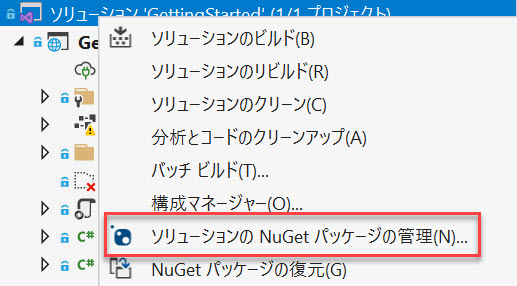 ソリューション 'GettingStarted' (1/1 プロジェクト)
Ge
ソリューションのビルド(B)
ソリューションのリビルド(R)
ソリューションのクリーン(C)
分析とコードのクリーンアップ(A)
バッチ ビルド(T)...
構成マネージャー(O)...
ソリューションの NuGet パッケージの管理(N)...
C#
NuGet パッケージの復元(G)
C#